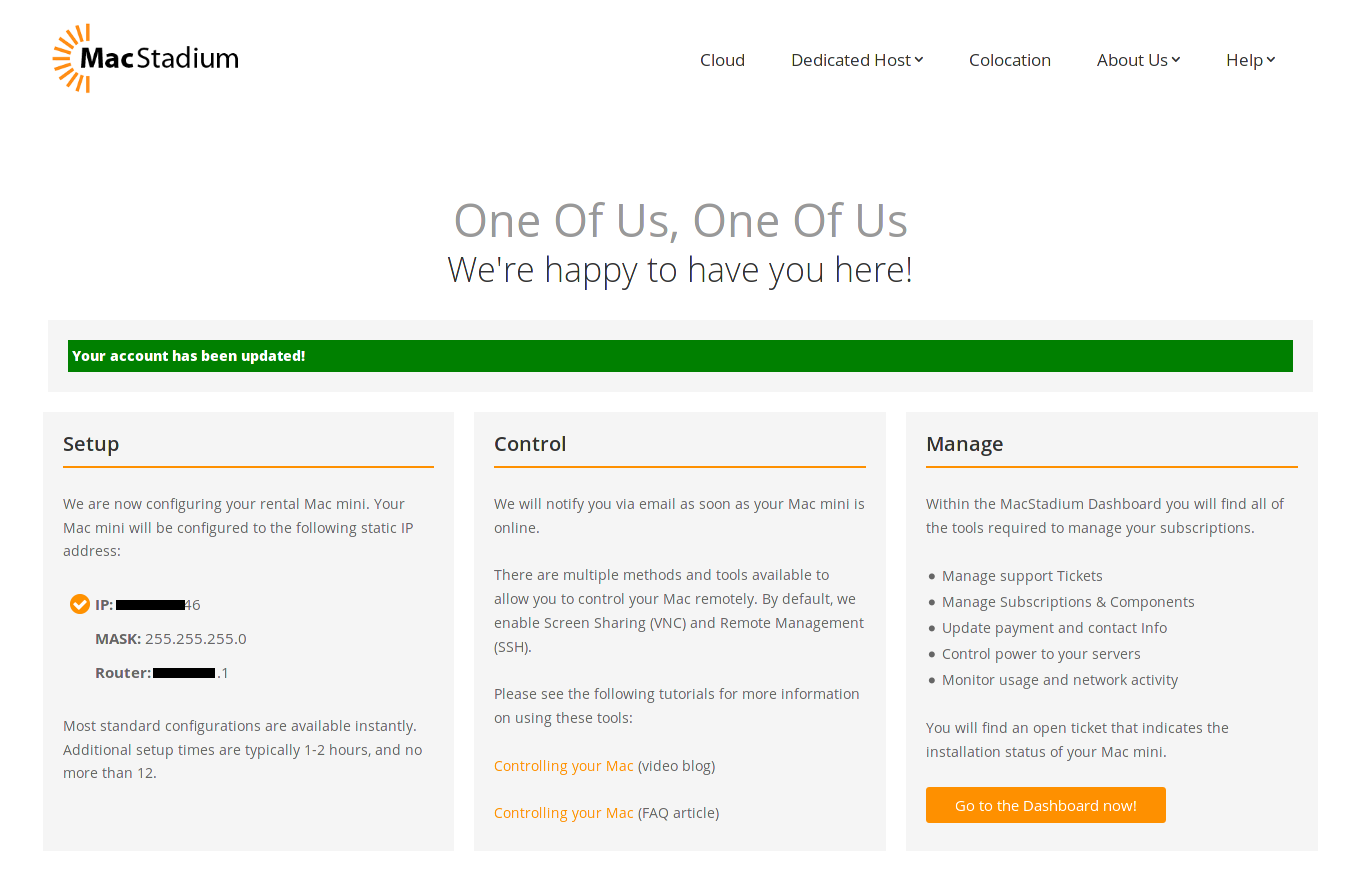 MacStadium
Cloud
Dedicated Host
Colocation
About Us
Help
One Of Us, One Of Us
We're happy to have you here!
Your account has been updated!
Setup
We are now configuring your rental Mac mini. Your
Mac mini will be configured to the following static IP
address:
IP: 46
MASK: 255.255.255.0
Router: .1
Most standard configurations are available instantly.
Additional setup times are typically 1-2 hours, and no
more than 12.
Control
We will notify you via email as soon as your Mac mini is
online.
There are multiple methods and tools available to
allow you to control your Mac remotely. By default, we
enable Screen Sharing (VNC) and Remote Management
(SSH).
Please see the following tutorials for more information
on using these tools:
Controlling your Mac (video blog)
Controlling your Mac (FAQ article)
Manage
Within the MacStadium Dashboard you will find all of
the tools required to manage your subscriptions.
Manage support Tickets
Manage Subscriptions & Components
Update payment and contact Info
Control power to your servers
Monitor usage and network activity
You will find an open ticket that indicates the
installation status of your Mac mini.
Go to the Dashboard now!